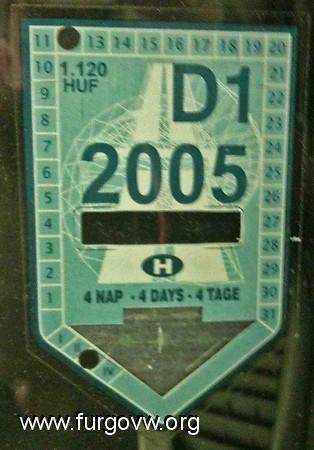 11 13 14 15 16 17 18 19 20
10 1.120 D1 21
HUF
9 22
8 23
7 24
6 2005 25
5 26
4 27
3 28
2 H 29
1 4 NAP - 4 DAYS - 4 TAGE 30
31
I II IV
www.furgovw.org